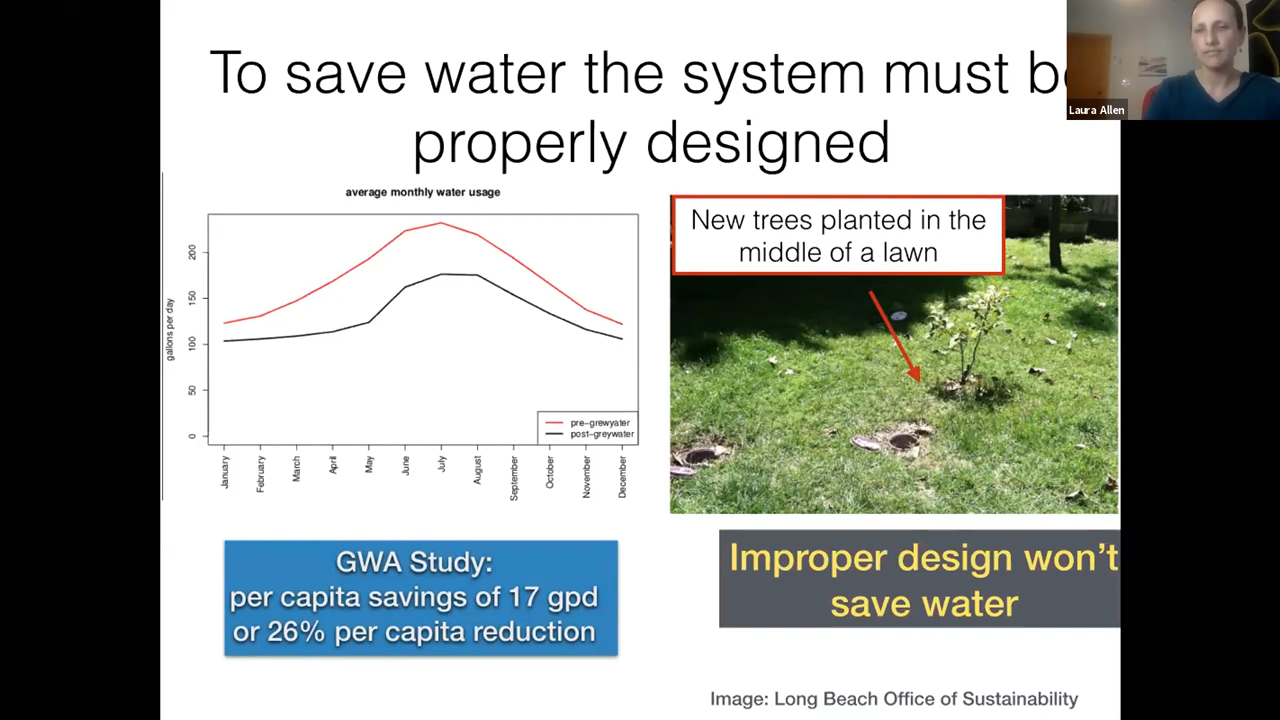 To save water the system must be
properly designed
Laura Allen
average monthly water usage
gallons per day
200
150
100
50
0
pre-grewyater
post-greywater
January
February
March
April
May
June
July
August
September
October
November
December
New trees planted in the
middle of a lawn
GWA Study:
per capita savings of 17 gpd
or 26% per capita reduction
Improper design won't
save water
Image: Long Beach Office of Sustainability